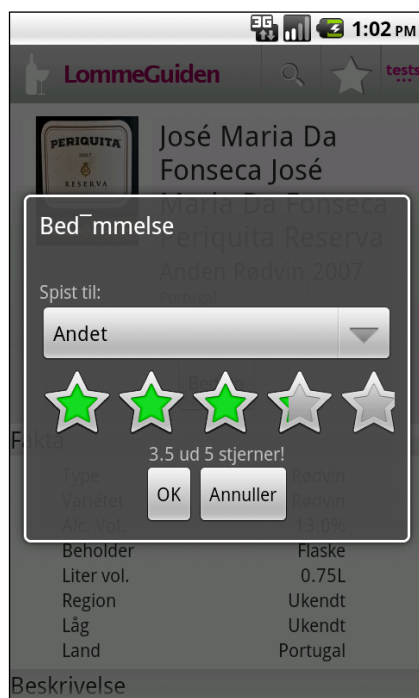 3G 1:02 PM
LommeGuiden tests
PERIQUITA
2007
RESERVA
José Maria Da
Fonseca José
Maria Da Fonseca
Periquita Reserva
Anden Rødvin 2007
Portugal
Bed¯mmelse
Spist til:
Andet
3.5 ud 5 stjerner!
OK Annuller
Fakta
Type Rødvin
Varietet Rødvin
Alc. Vol. 13.0%
Beholder Flaske
Liter vol. 0.75L
Region Ukendt
Låg Ukendt
Land Portugal
Beskrivelse